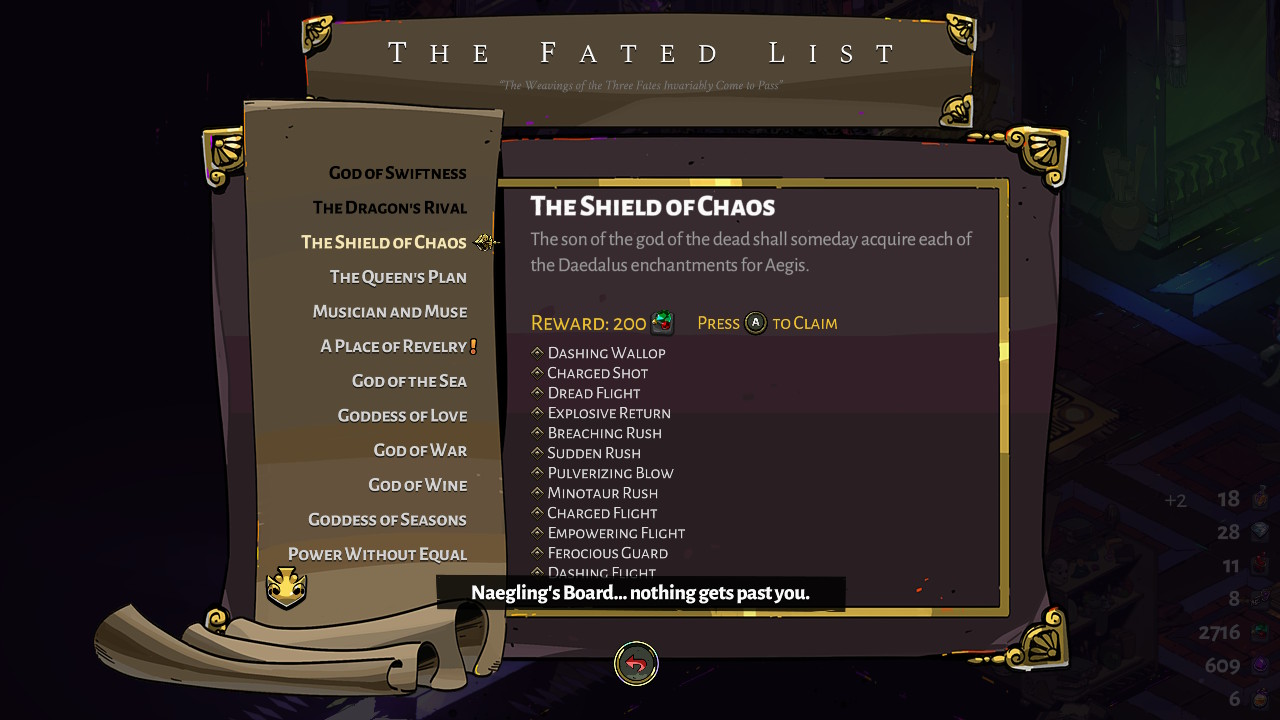 THE FATED LIST
"The Weavings of the Three Fates Invariably Come to Pass"
GOD OF SWIFTNESS
THE DRAGON'S RIVAL
THE SHIELD OF CHAOS
THE QUEEN'S PLAN
MUSICIAN AND MUSE
A PLACE OF REVELRY !
GOD OF THE SEA
GODDESS OF LOVE
GOD OF WAR
GOD OF WINE
GODDESS OF SEASONS
POWER WITHOUT EQUAL
THE SHIELD OF CHAOS
The son of the god of the dead shall someday acquire each of
the Daedalus enchantments for Aegis.
REWARD: 200 PRESS A TO CLAIM
DASHING WALLOP
CHARGED SHOT
DREAD FLIGHT
EXPLOSIVE RETURN
BREACHING RUSH
SUDDEN RUSH
PULVERIZING BLOW
MINOTAUR RUSH
CHARGED FLIGHT
EMPOWERING FLIGHT
FEROCIOUS GUARD
DASHING FLIGHT
Naegling's Board... nothing gets past you.
+2 18
28
11
8
2716
609
6